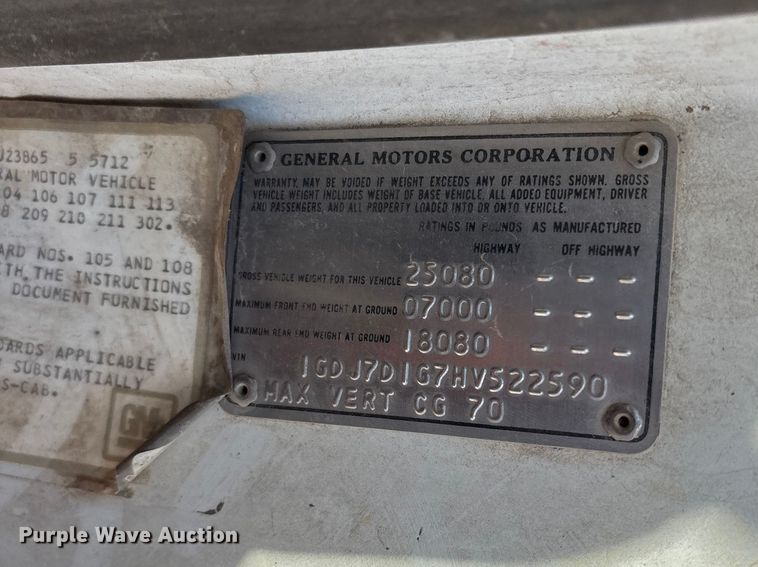 J23865 5 5712
RAL MOTOR VEHICLE
04 106 107 111 113
8 209 210 211 302.
ARD NOS. 105 AND 108
ITH THE INSTRUCTIONS
DOCUMENT FURNISHED
DARDS APPLICABLE
SUBSTANTIALLY
S-CAB.
GM
GENERAL MOTORS CORPORATION
WARRANTY MAY BE VOIDED IF WEIGHT EXCEEDS ANY OF RATINGS SHOWN. GROSS
VEHICLE WEIGHT INCLUDES WEIGHT OF BASE VEHICLE, ALL ADDED EQUIPMENT, DRIVER
AND PASSENGERS, AND ALL PROPERTY LOADED INTO OR ONTO VEHICLE.
RATINGS IN POUNDS AS MANUFACTURED
HIGHWAY OFF HIGHWAY
GROSS VEHICLE WEIGHT FOR THIS VEHICLE 25080 - - -
MAXIMUM FRONT END WEIGHT AT GROUND 07000 - - -
MAXIMUM REAR END WEIGHT AT GROUND 18080 - - -
VIN 1GDJ7D1G7HV522590
MAX VERT CG 70
Purple Wave Auction